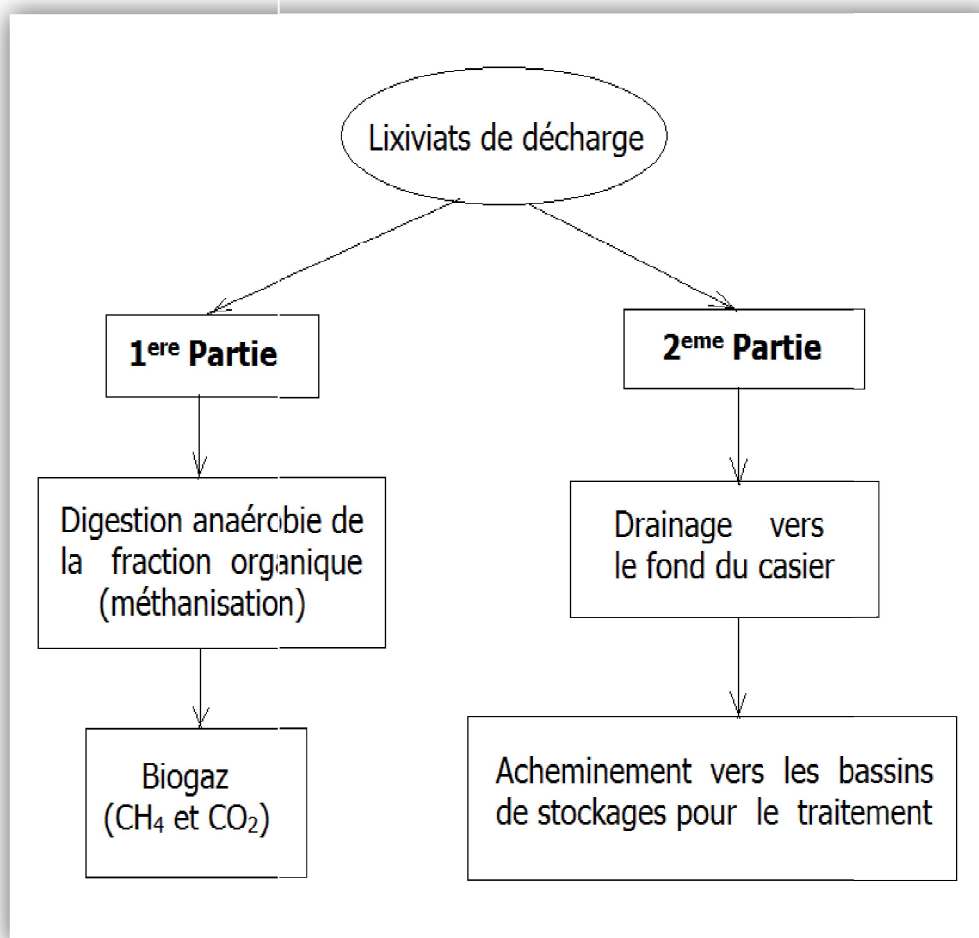 Lixiviats de décharge
1ere Partie
2eme Partie
Digestion anaérobie de
la fraction organique
(méthanisation)
Drainage vers
le fond du casier
Biogaz
(CH₄ et CO₂)
Acheminement vers les bassins
de stockages pour le traitement